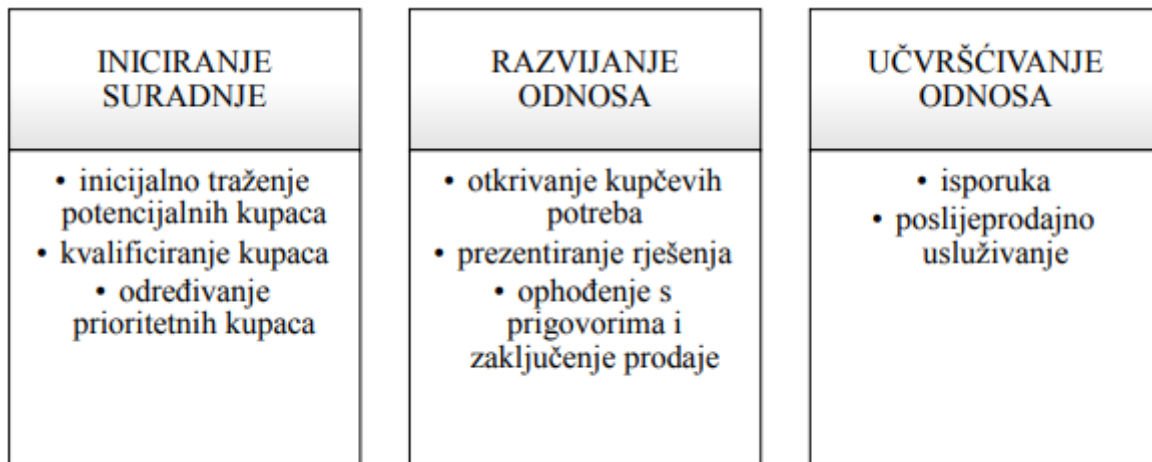 INICIRANJE
SURADNJE
• inicijalno traženje
potencijalnih kupaca
• kvalificiranje kupaca
• određivanje
prioritetnih kupaca
RAZVIJANJE
ODNOSA
• otkrivanje kupčevih
potreba
• prezentiranje rješenja
• ophođenje s
prigovorima i
zaključenje prodaje
UČVRŠĆIVANJE
ODNOSA
• isporuka
• poslijeprodajno
usluživanje